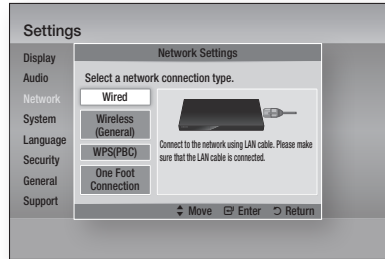 Settings
Display
Audio
Network
System
Language
Security
General
Support
Network Settings
Select a network connection type.
Wired
Wireless
(General)
WPS(PBC)
One Foot
Connection
Connect to the network using LAN cable. Please make
sure that the LAN cable is connected.
Move Enter Return